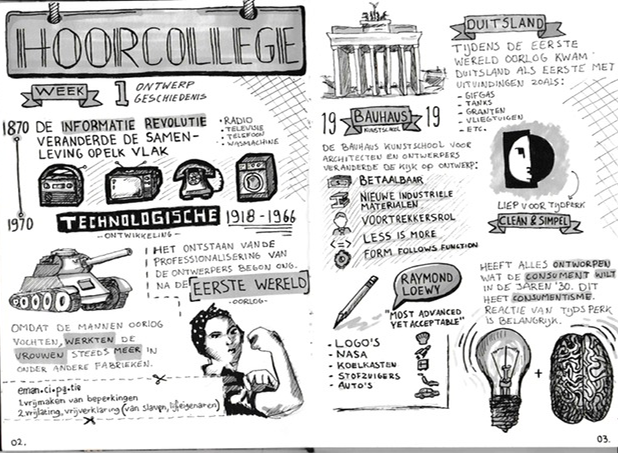 HOORCOLLEGE
WEEK 1 ONTWERP
GESCHIEDENIS
1870
1970
DE INFORMATIE REVOLUTIE
VERANDERDE DE SAMEN-
LEVING OP ELK VLAK
• RADIO
• TELEVISIE
• TELEFOON
• WASMACHINE
TECHNOLOGISCHE 1918-1966
-ONTWIKKELING-
HET ONTSTAAN VAN DE
PROFESSIONALISERING VAN
DE ONTWERPERS BEGON ONG.
NA DE EERSTE WERELD
-OORLOG-
OMDAT DE MANNEN OORLOG
VOCHTEN, WERKTEN DE
VROUWEN STEEDS MEER IN
ONDER ANDERE FABRIEKEN.
eman·ci·pa·tie
1. vrijmaken van beperkingen
2. vrijlating, vrijverklaring (van slaven, lijfeigenaren)
02.
DUITSLAND
TIJDENS DE EERSTE
WERELD OORLOG KWAM
DUITSLAND ALS EERSTE MET
UITVINDINGEN ZOALS:
- GIFGAS
- TANKS
- GRANTEN
- VLIEGTUIGEN
- ETC.
19 BAUHAUS 19
KUNSTSCHOOL
DE BAUHAUS KUNSTSCHOOL VOOR
ARCHITECTEN EN ONTWERPERS
VERANDERDE DE KIJK OP ONTWERP:
BETAALBAAR
NIEUWE INDUSTRIELE
MATERIALEN
VOORTREKKERSROL
LESS IS MORE
FORM FOLLOWS FUNCTION
LIEP VOOR TIJDPERK
CLEAN & SIMPEL
RAYMOND
LOEWY
"MOST ADVANCED
YET ACCEPTABLE"
- LOGO'S
- NASA
- KOELKASTEN
- STOFZUIGERS
- AUTO'S
HEEFT ALLES ONTWORPEN
WAT DE CONSUMENT WILT
IN DE JAREN '30. DIT
HEET CONSUMENTISME.
REACTIE VAN TIJDSPERK
IS BELANGRIJK.
+
03.